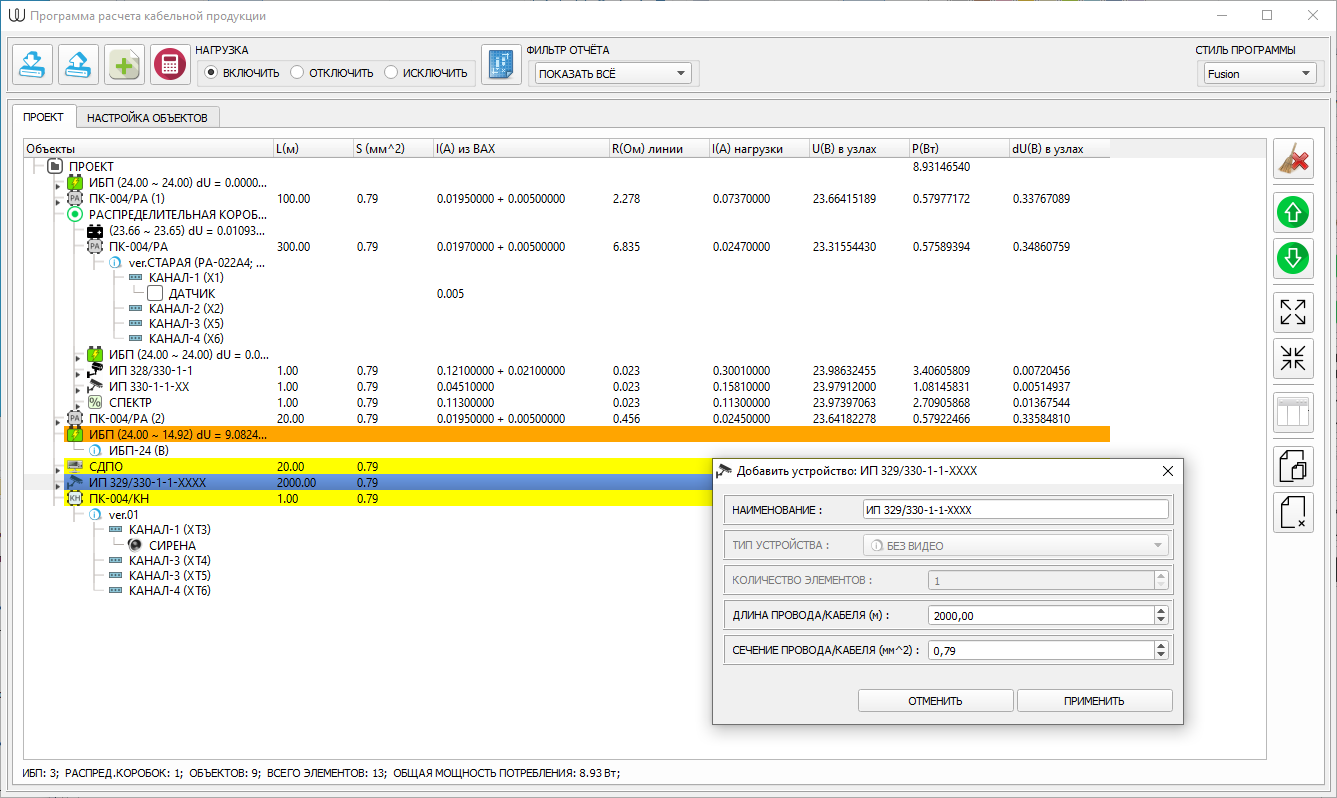 Программа расчета кабельной продукции
НАГРУЗКА
ВКЛЮЧИТЬ ОТКЛЮЧИТЬ ИСКЛЮЧИТЬ
ФИЛЬТР ОТЧЁТА
ПОКАЗАТЬ ВСЁ
СТИЛЬ ПРОГРАММЫ
Fusion
ПРОЕКТ НАСТРОЙКА ОБЪЕКТОВ
Объекты L(м) S (мм^2) I(А) из ВАХ R(Ом) линии I(А) нагрузки U(В) в узлах P(Вт) dU(В) в узлах
ПРОЕКТ 8.93146540
ИБП (24.00 ~ 24.00) dU = 0.0000...
PA ПК-004/РА (1) 100.00 0.79 0.01950000 + 0.00500000 2.278 0.07370000 23.66415189 0.57977172 0.33767089
РАСПРЕДЕЛИТЕЛЬНАЯ КОРОБ...
(23.66 ~ 23.65) dU = 0.01093...
PA ПК-004/РА 300.00 0.79 0.01970000 + 0.00500000 6.835 0.02470000 23.31554430 0.57589394 0.34860759
ver.СТАРАЯ (РА-022А4; ...
КАНАЛ-1 (X1)
ДАТЧИК 0.005
КАНАЛ-2 (X2)
КАНАЛ-3 (X5)
КАНАЛ-4 (X6)
ИБП (24.00 ~ 24.00) dU = 0.0...
ИП 328/330-1-1 1.00 0.79 0.12100000 + 0.02100000 0.023 0.30010000 23.98632455 3.40605809 0.00720456
ИП 330-1-1-ХХ 1.00 0.79 0.04510000 0.023 0.15810000 23.97912000 1.08145831 0.00514937
% СПЕКТР 1.00 0.79 0.11300000 0.023 0.11300000 23.97397063 2.70905868 0.01367544
PA ПК-004/РА (2) 20.00 0.79 0.01950000 + 0.00500000 0.456 0.02450000 23.64182278 0.57922466 0.33584810
ИБП (24.00 ~ 14.92) dU = 9.0824...
ИБП-24 (В)
СДПО 20.00 0.79
ИП 329/330-1-1-ХХХХ 2000.00 0.79
КН ПК-004/КН 1.00 0.79
ver.01
КАНАЛ-1 (XT3)
СИРЕНА
КАНАЛ-3 (XT4)
КАНАЛ-3 (XT5)
КАНАЛ-4 (XT6)
Добавить устройство: ИП 329/330-1-1-ХХХХ
НАИМЕНОВАНИЕ : ИП 329/330-1-1-ХХХХ
ТИП УСТРОЙСТВА : БЕЗ ВИДЕО
КОЛИЧЕСТВО ЭЛЕМЕНТОВ : 1
ДЛИНА ПРОВОДА/КАБЕЛЯ (м) : 2000,00
СЕЧЕНИЕ ПРОВОДА/КАБЕЛЯ (мм^2) : 0,79
ОТМЕНИТЬ ПРИМЕНИТЬ
ИБП: 3; РАСПРЕД.КОРОБОК: 1; ОБЪЕКТОВ: 9; ВСЕГО ЭЛЕМЕНТОВ: 13; ОБЩАЯ МОЩНОСТЬ ПОТРЕБЛЕНИЯ: 8.93 Вт;